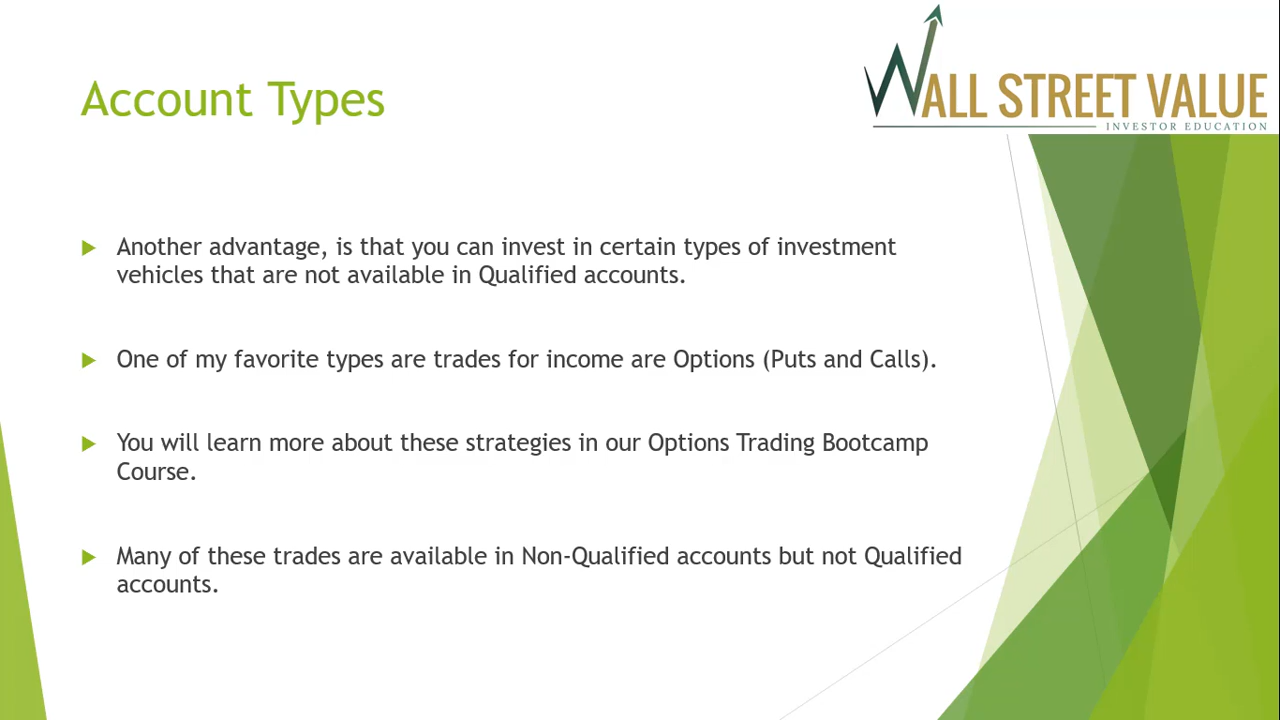 Account Types
WALL STREET VALUE
INVESTOR EDUCATION
Another advantage, is that you can invest in certain types of investment
vehicles that are not available in Qualified accounts.
One of my favorite types are trades for income are Options (Puts and Calls).
You will learn more about these strategies in our Options Trading Bootcamp
Course.
Many of these trades are available in Non-Qualified accounts but not Qualified
accounts.